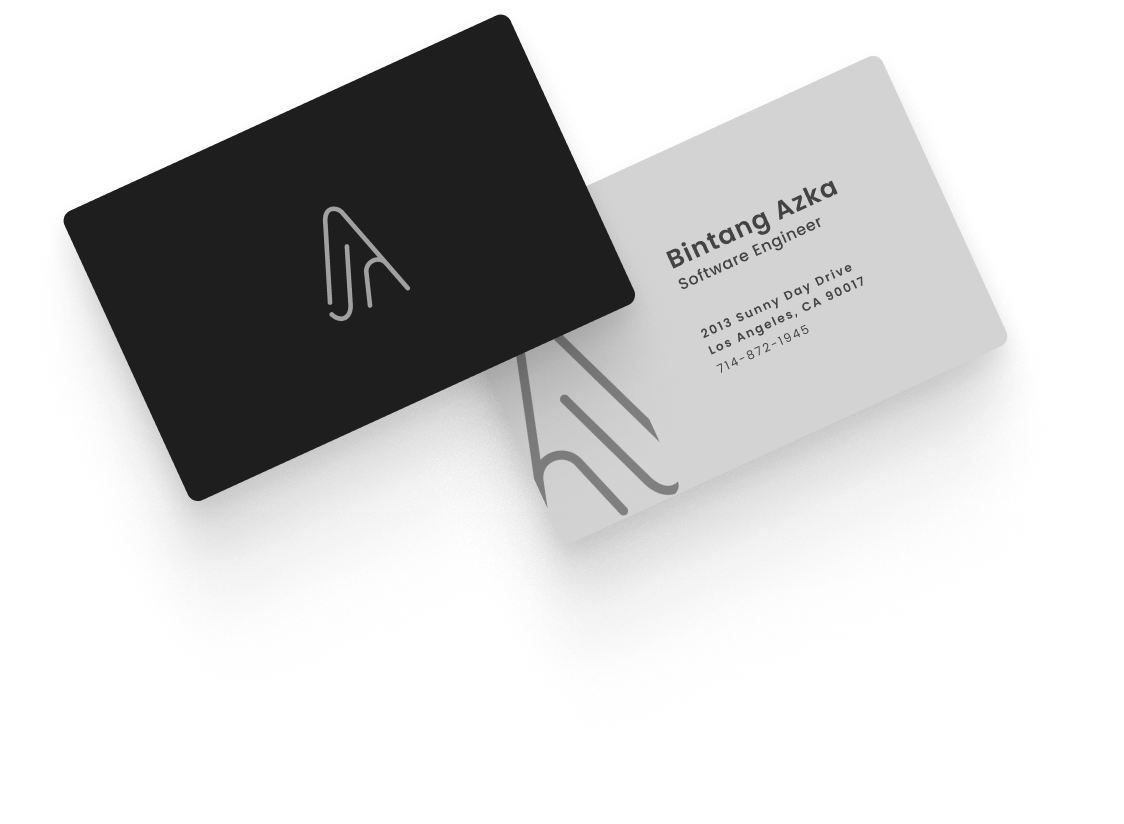 Bintang Azka
Software Engineer
2013 Sunny Day Drive
Los Angeles, CA 90017
714-872-1945